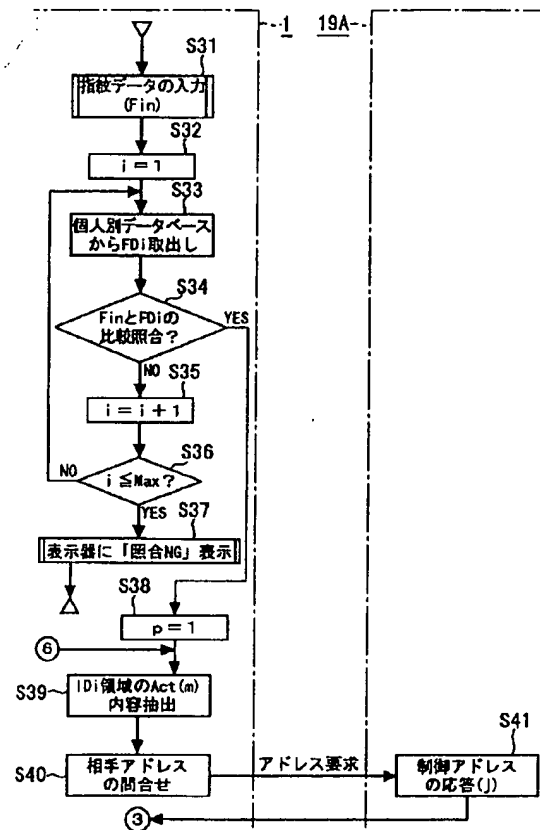 1 19A
S31
指紋データの入力
(Fin)
S32
i=1
S33
個人別データベース
からFDi取出し
S34
FinとFDiの
比較照合?
YES
NO
S35
i=i+1
S36
i≦Max?
NO
YES
S37
表示器に「照合NG」表示
S38
p=1
6
S39
IDi領域のAct(m)
内容抽出
S40
相手アドレス
の問合せ
アドレス要求
S41
制御アドレス
の応答(J)
3